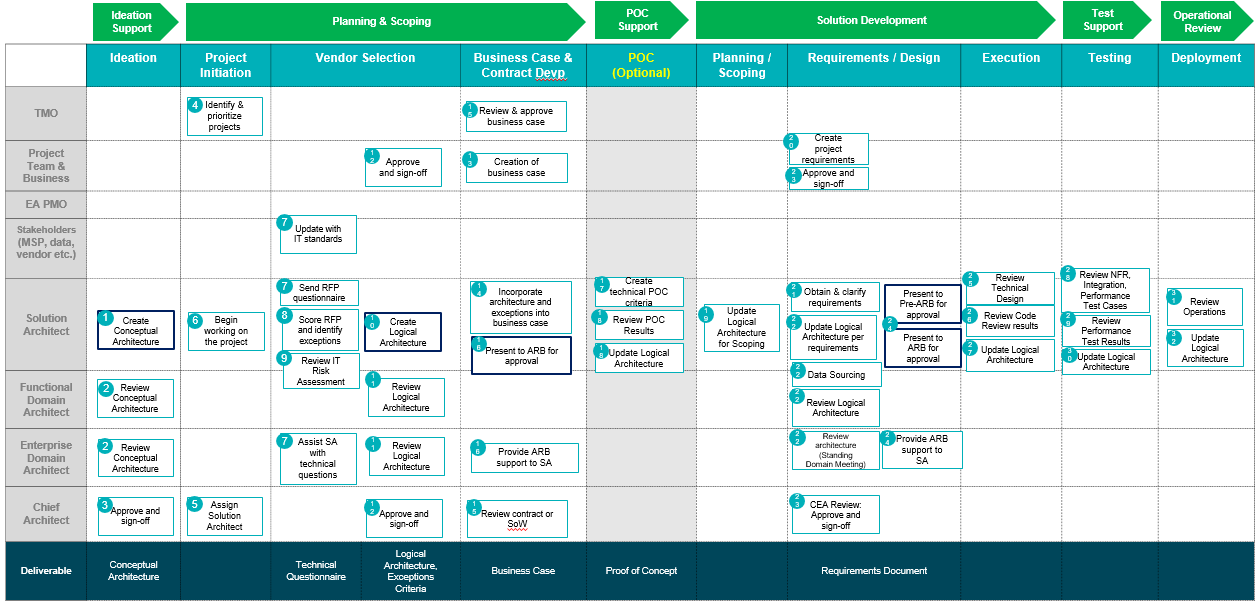 Ideation
Support
Planning & Scoping
POC
Support
Solution Development
Test
Support
Operational
Review
Ideation
Project
Initiation
Vendor Selection
Business Case &
Contract Devp
POC
(Optional)
Planning /
Scoping
Requirements / Design
Execution
Testing
Deployment
TMO
4
Identify &
prioritize
projects
15
Review & approve
business case
Project
Team &
Business
12
Approve
and sign-off
13
Creation of
business case
20
Create
project
requirements
23
Approve and
sign-off
EA PMO
Stakeholders
(MSP, data,
vendor etc.)
7
Update with
IT standards
Solution
Architect
1
Create
Conceptual
Architecture
6
Begin
working on
the project
7
Send RFP
questionnaire
8
Score RFP
and identify
exceptions
9
Review IT
Risk
Assessment
10
Create
Logical
Architecture
14
Incorporate
architecture and
exceptions into
business case
16
Present to ARB for
approval
17
Create
technical POC
criteria
18
Review POC
Results
18
Update Logical
Architecture
19
Update
Logical
Architecture
for Scoping
21
Obtain & clarify
requirements
22
Update Logical
Architecture per
requirements
22
Data Sourcing
Present to
Pre-ARB for
approval
24
Present to
ARB for
approval
25
Review
Technical
Design
26
Review Code
Review results
27
Update Logical
Architecture
28
Review NFR,
Integration,
Performance
Test Cases
29
Review
Performance
Test Results
30
Update Logical
Architecture
31
Review
Operations
32
Update
Logical
Architecture
Functional
Domain
Architect
2
Review
Conceptual
Architecture
11
Review
Logical
Architecture
22
Review Logical
Architecture
Enterprise
Domain
Architect
2
Review
Conceptual
Architecture
7
Assist SA
with
technical
questions
11
Review
Logical
Architecture
16
Provide ARB
support to SA
22
Review
architecture
(Standing
Domain Meeting)
24
Provide ARB
support to
SA
Chief
Architect
3
Approve and
sign-off
5
Assign
Solution
Architect
12
Approve and
sign-off
15
Review contract or
SoW
23
CEA Review:
Approve and
sign-off
Deliverable
Conceptual
Architecture
Technical
Questionnaire
Logical
Architecture,
Exceptions
Criteria
Business Case
Proof of Concept
Requirements Document